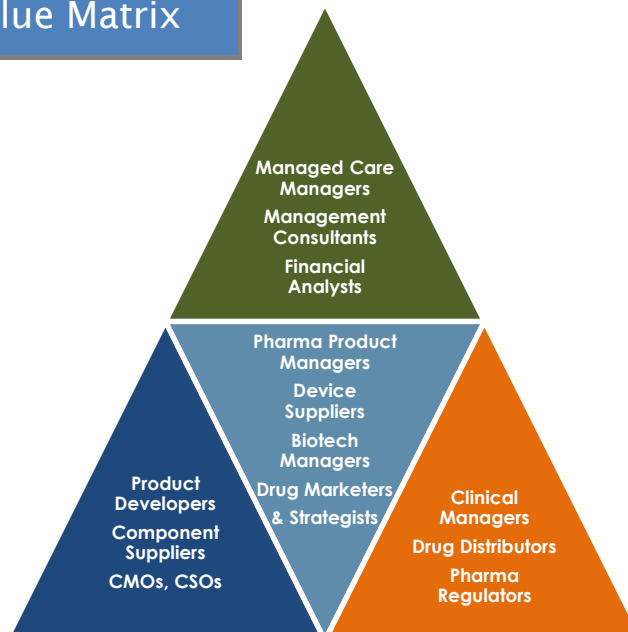 lue Matrix
Managed Care
Managers
Management
Consultants
Financial
Analysts
Pharma Product
Managers
Device
Suppliers
Biotech
Managers
Drug Marketers
& Strategists
Product
Developers
Component
Suppliers
CMOs, CSOs
Clinical
Managers
Drug Distributors
Pharma
Regulators